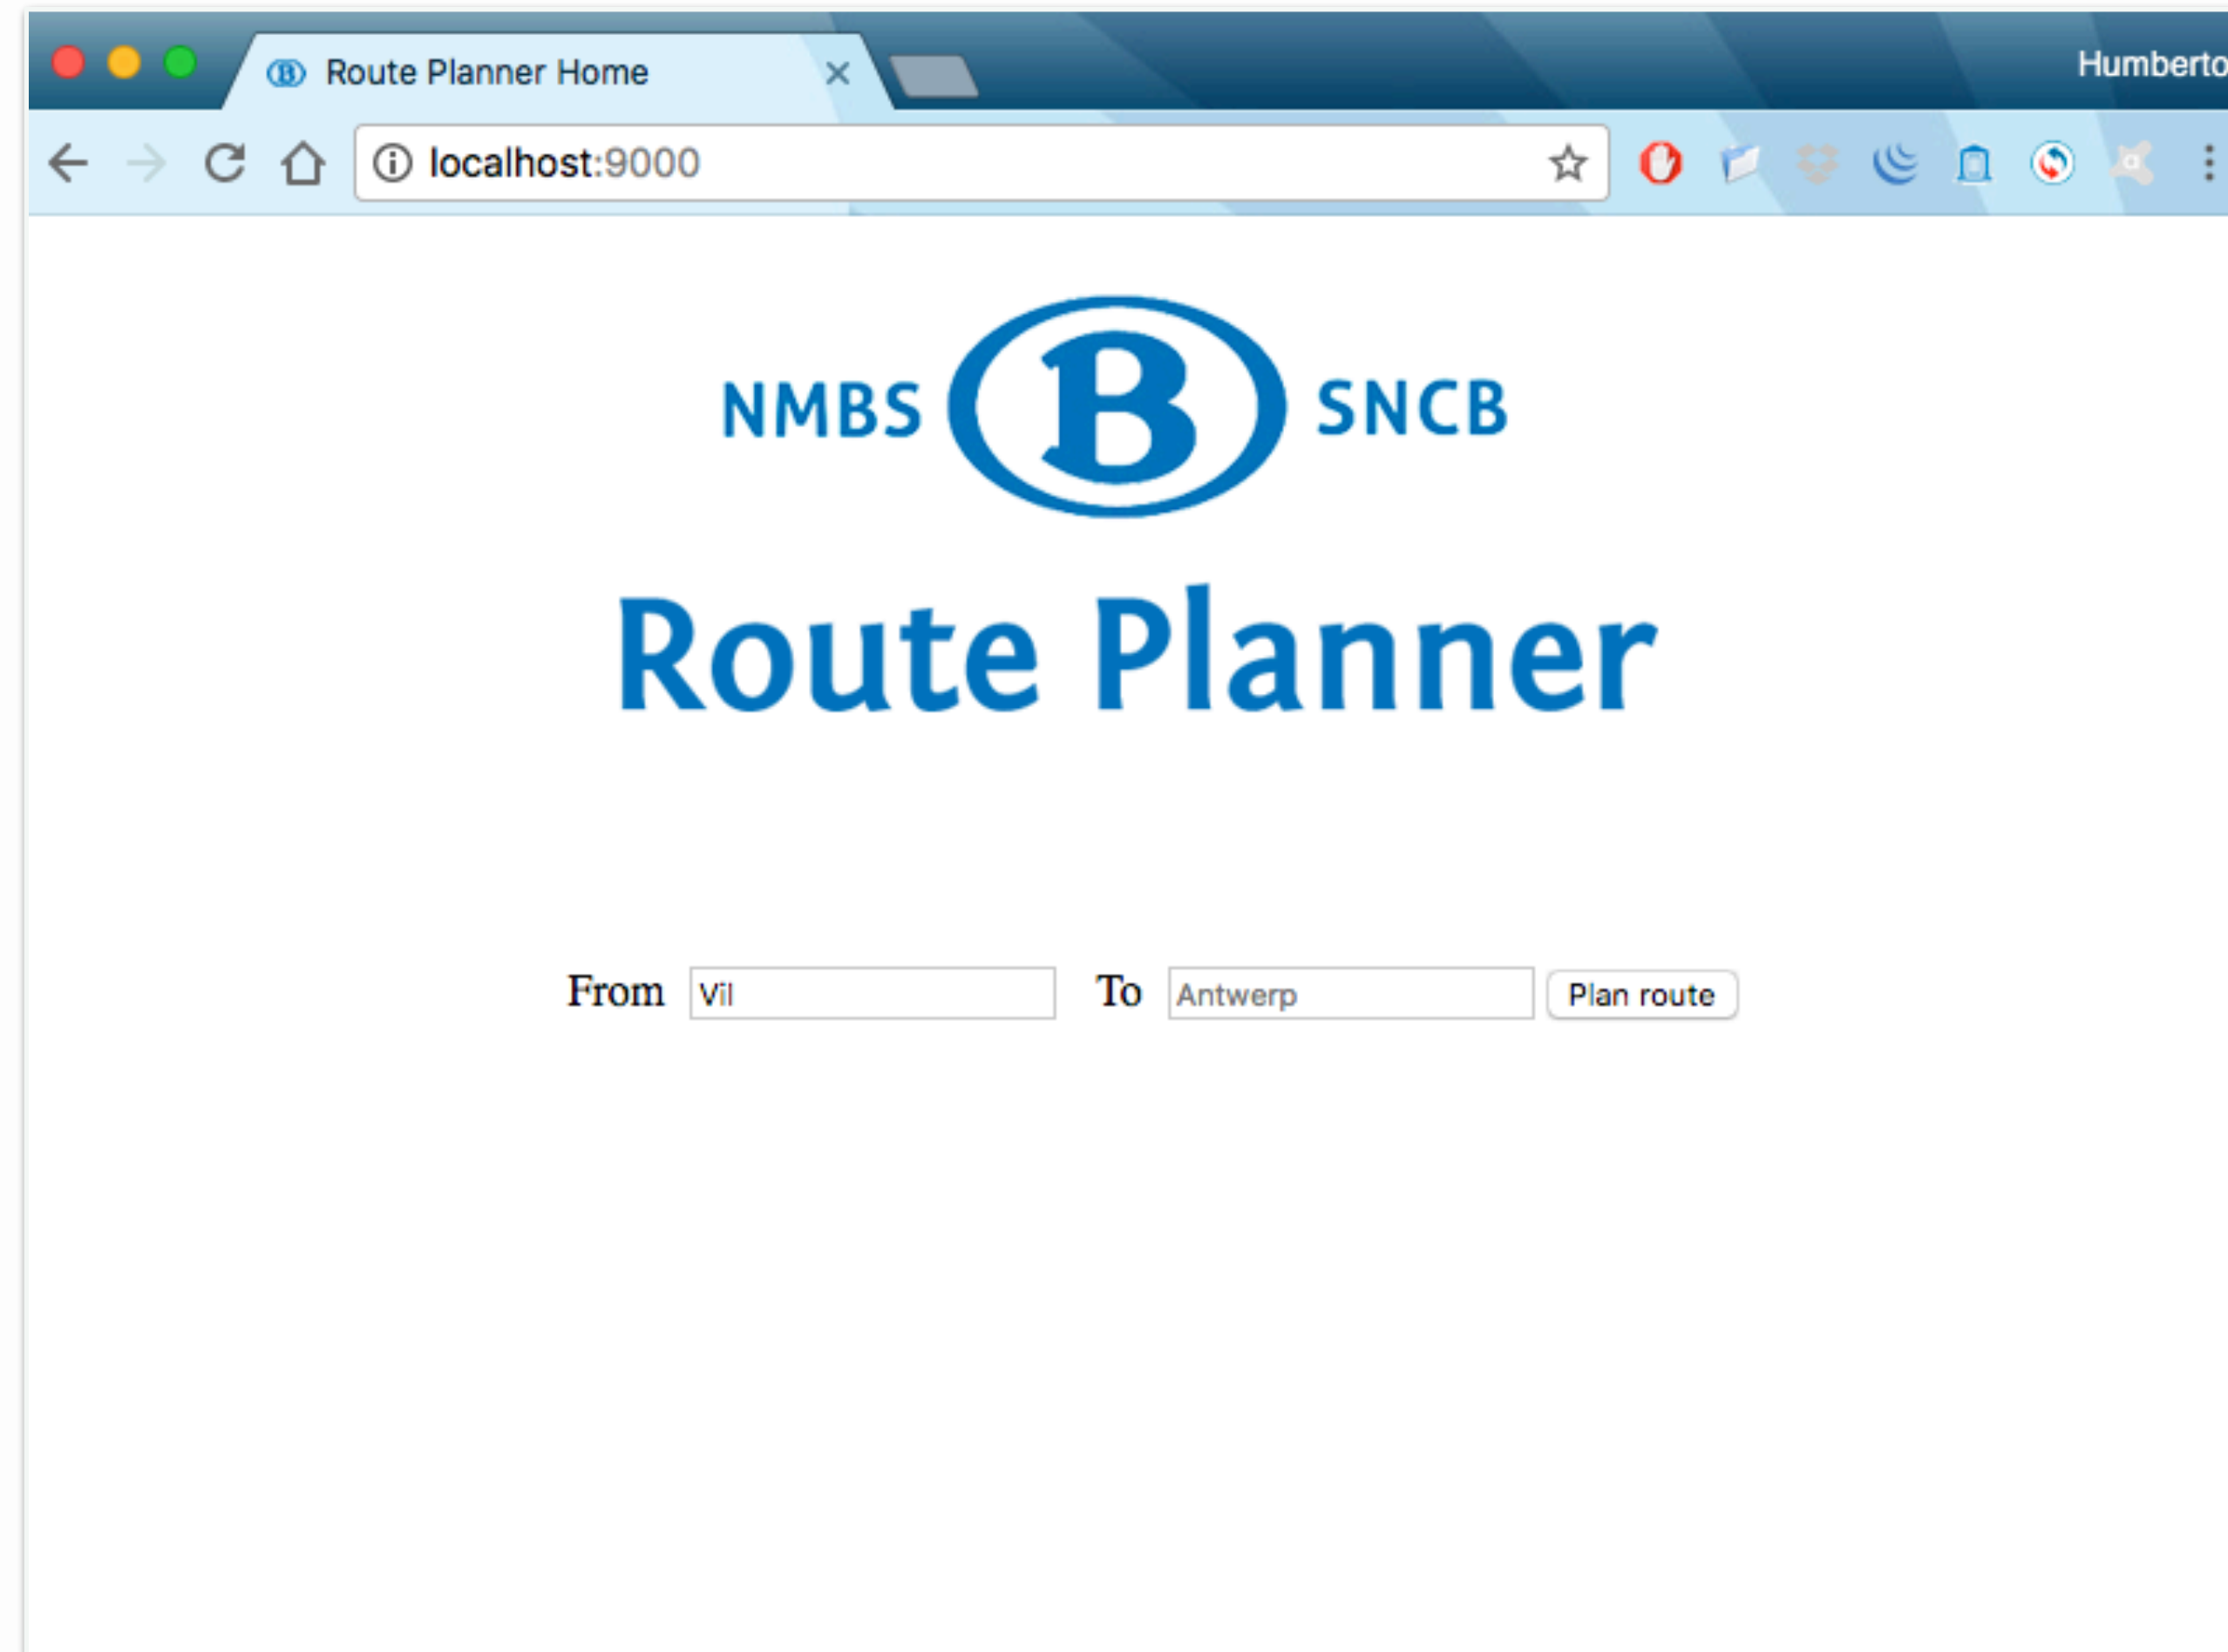 Route Planner Home
Humberto
localhost:9000
NMBS B SNCB
Route Planner
From Vil To Antwerp Plan route